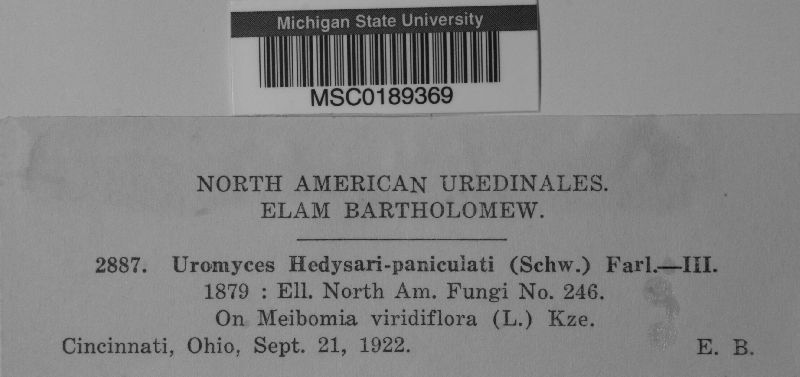 Michigan State University
MSC0189369
NORTH AMERICAN UREDINALES.
ELAM BARTHOLOMEW.
2887. Uromyces Hedysari-paniculati (Schw.) Farl.—III.
1879 : Ell. North Am. Fungi No. 246.
On Meibomia viridiflora (L.) Kze.
Cincinnati, Ohio, Sept. 21, 1922. E. B.